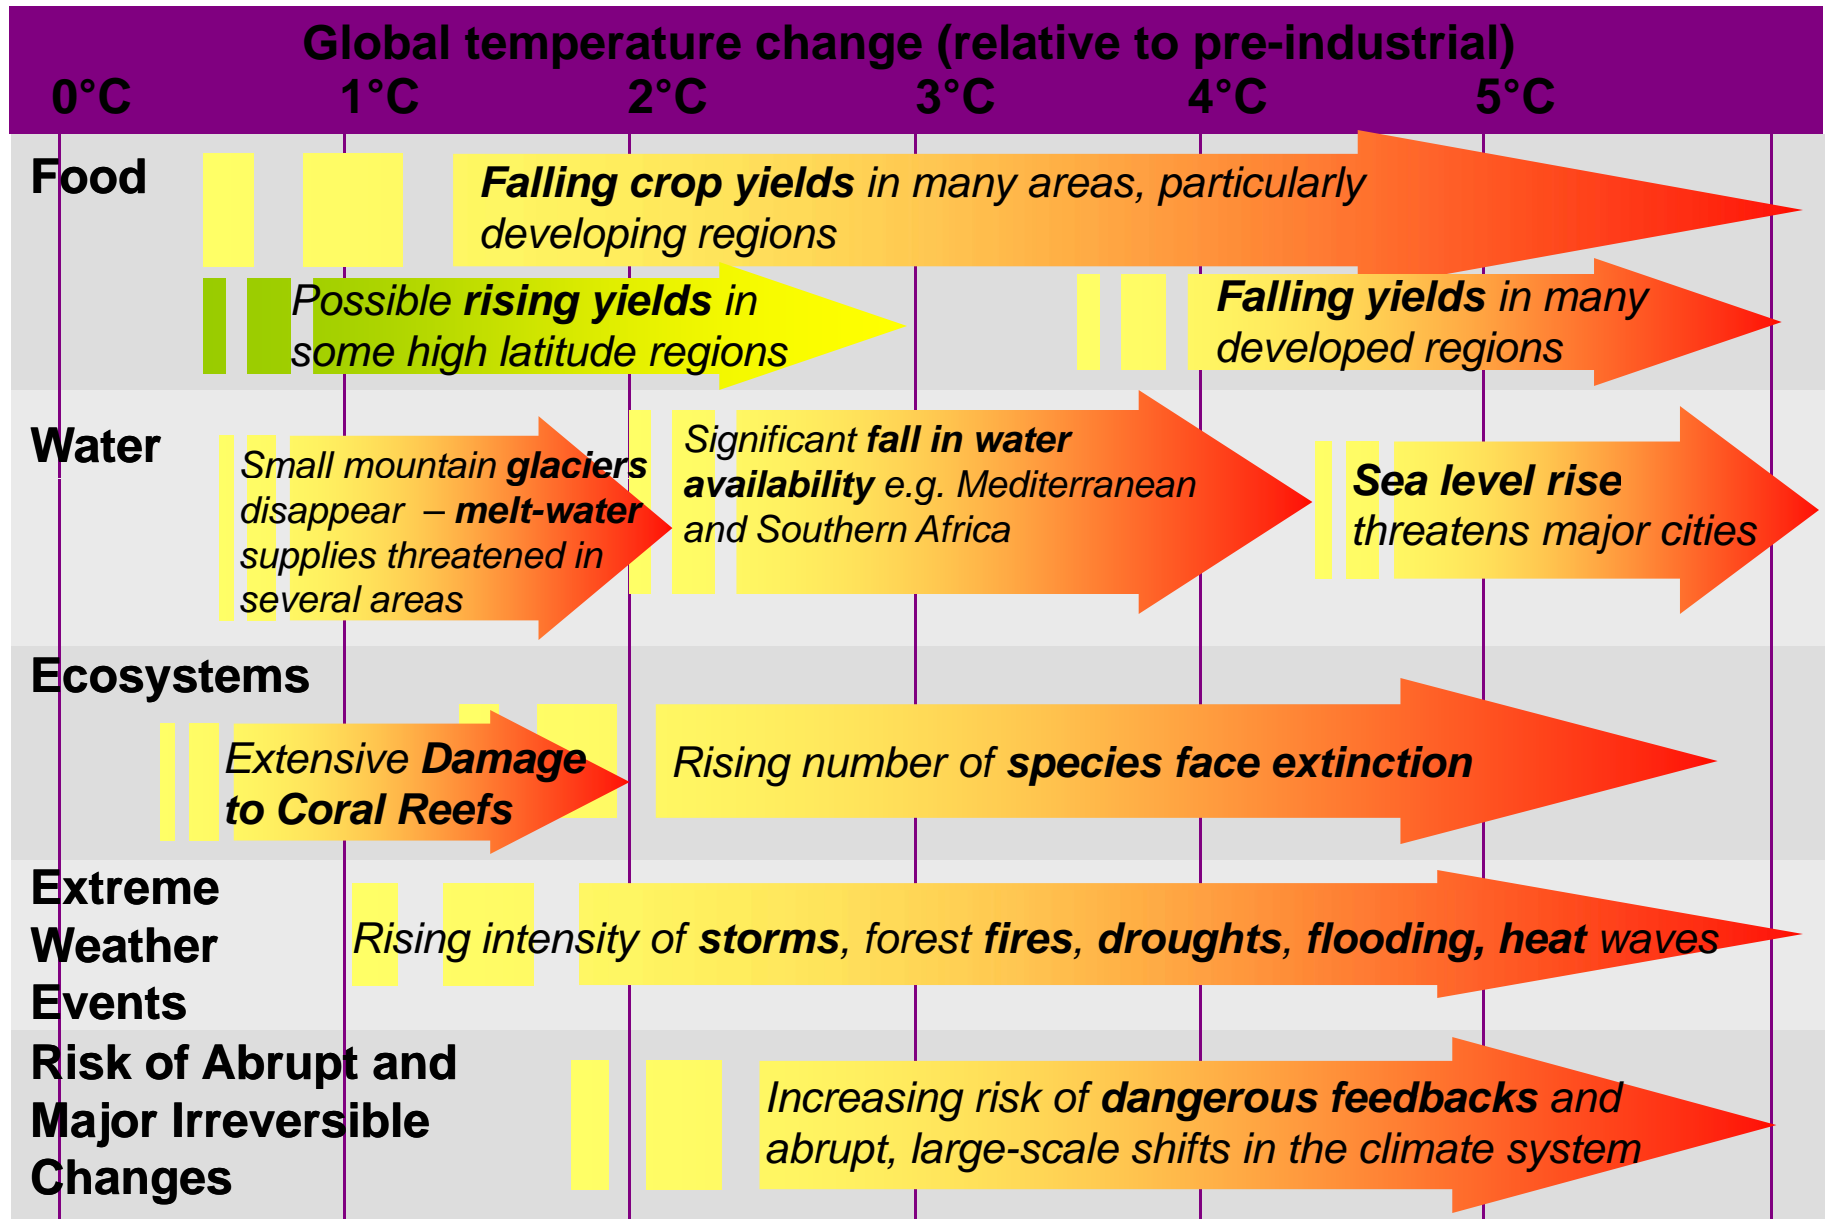 Global temperature change (relative to pre-industrial)
0°C 1°C 2°C 3°C 4°C 5°C
Food
Falling crop yields in many areas, particularly
developing regions
Possible rising yields in
some high latitude regions
Falling yields in many
developed regions
Water
Small mountain glaciers
disappear – melt-water
supplies threatened in
several areas
Significant fall in water
availability e.g. Mediterranean
and Southern Africa
Sea level rise
threatens major cities
Ecosystems
Extensive Damage
to Coral Reefs
Rising number of species face extinction
Extreme
Weather
Events
Rising intensity of storms, forest fires, droughts, flooding, heat waves
Risk of Abrupt and
Major Irreversible
Changes
Increasing risk of dangerous feedbacks and
abrupt, large-scale shifts in the climate system